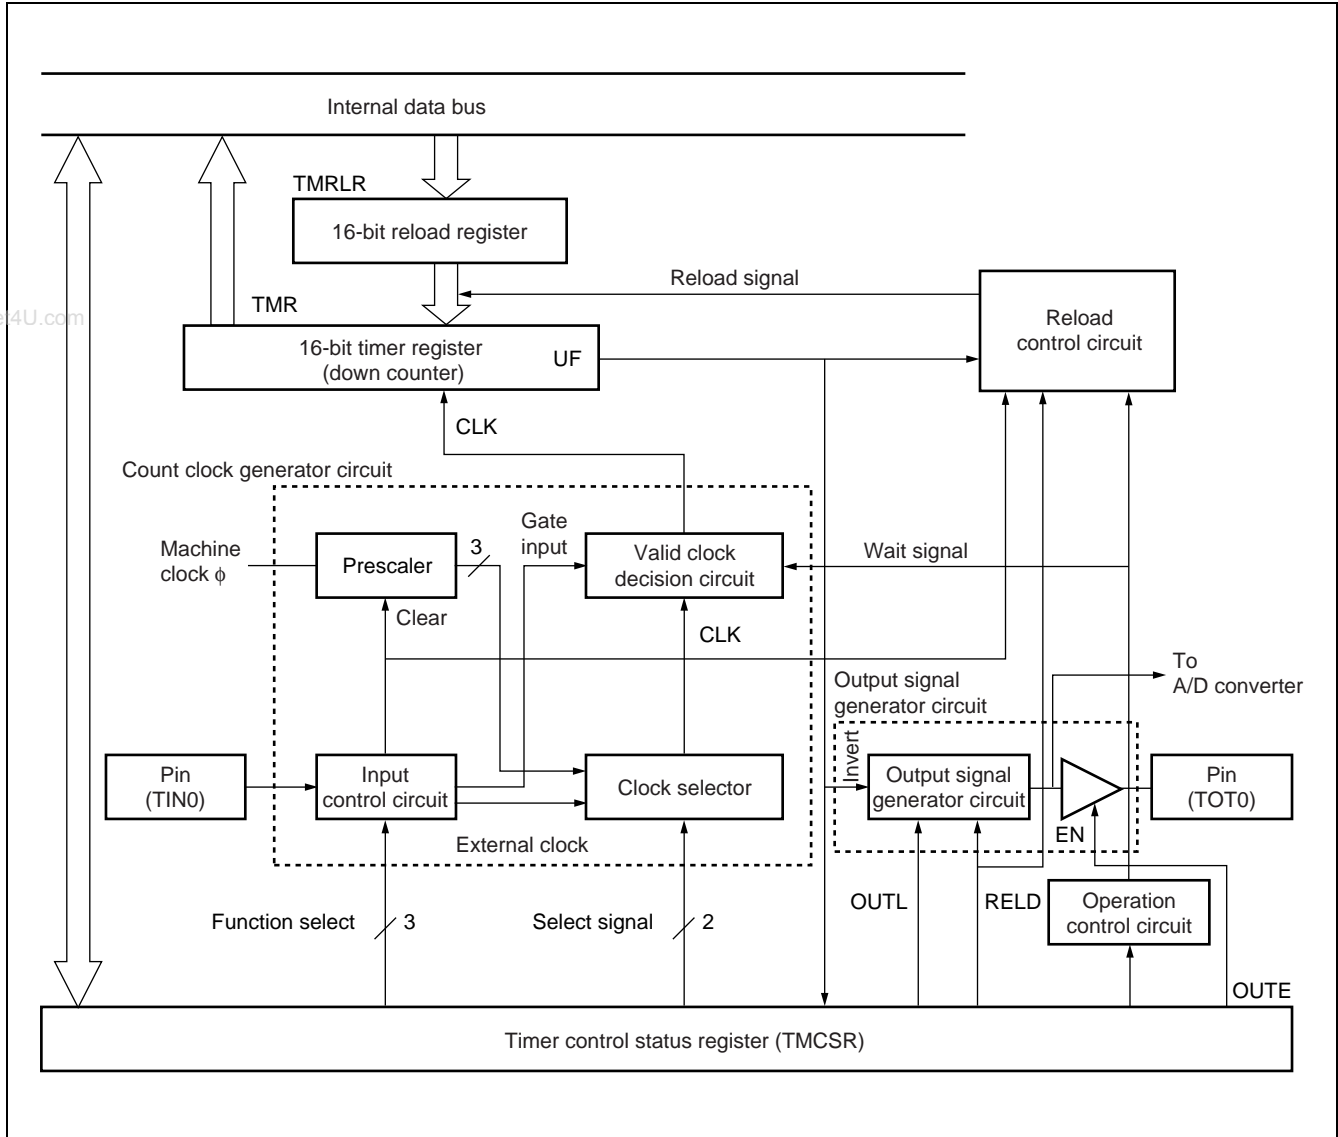 Internal data bus
TMRLR
16-bit reload register
Reload signal
Reload
control circuit
et4U.com
TMR
16-bit timer register
(down counter)
UF
CLK
Count clock generator circuit
Machine
clock ϕ
Prescaler
3
Gate
input
Valid clock
decision circuit
Wait signal
Clear
CLK
To
A/D converter
Output signal
generator circuit
Invert
Pin
(TIN0)
Input
control circuit
Clock selector
Output signal
generator circuit
Pin
(TOT0)
EN
External clock
Function select
3
Select signal
2
OUTL
RELD
Operation
control circuit
OUTE
Timer control status register (TMCSR)